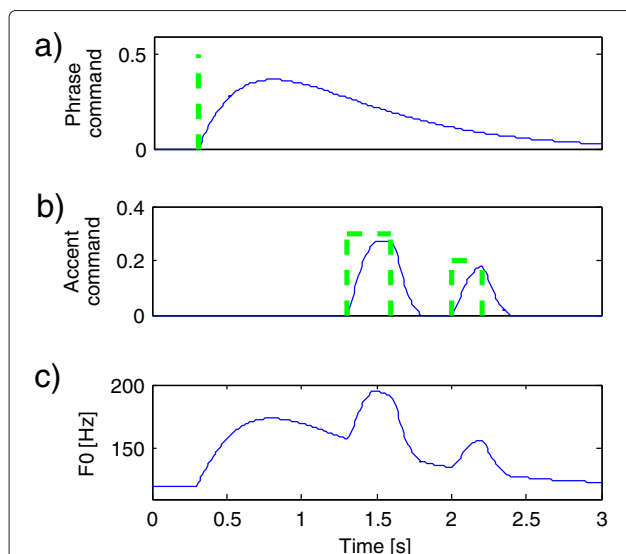 a)
Phrase
command
0.5
0
b)
Accent
command
0.4
0.2
0
c)
F0 [Hz]
200
150
0 0.5 1 1.5 2 2.5 3
Time [s]